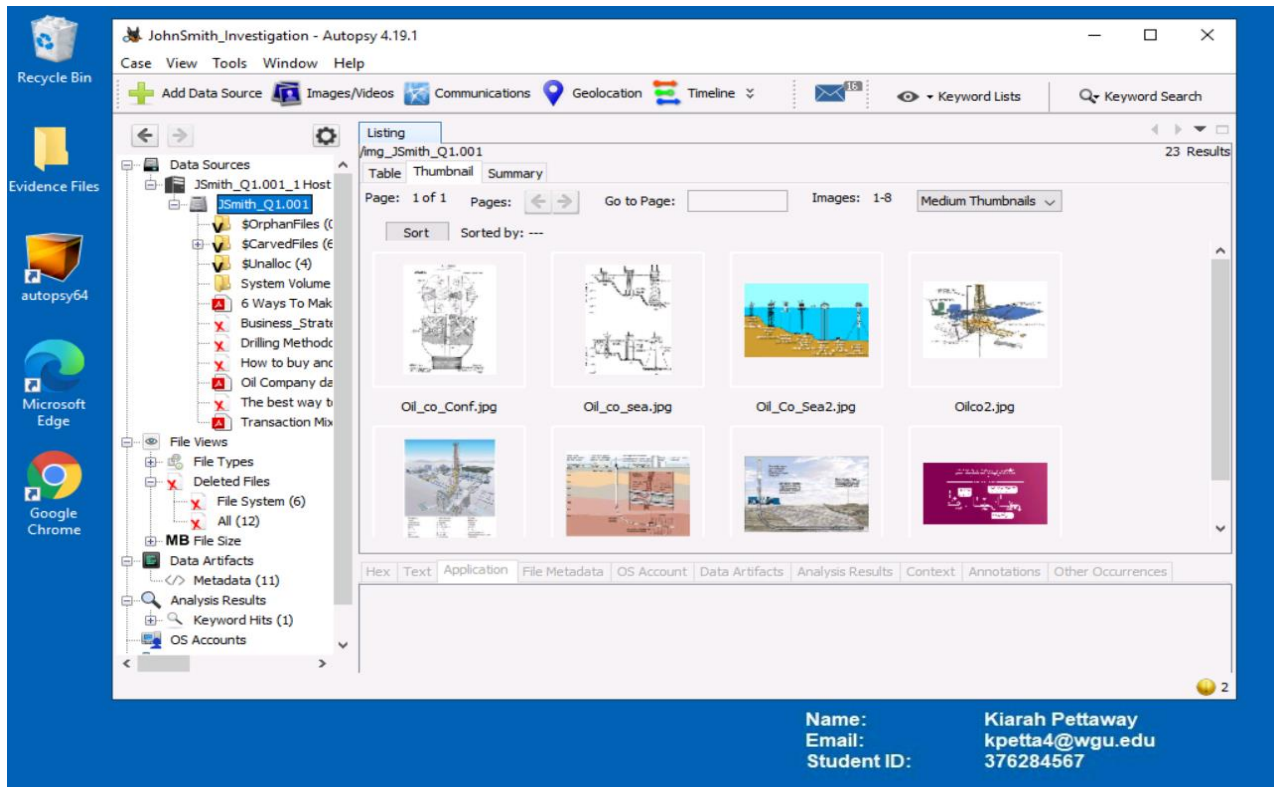 Recycle Bin
Evidence Files
autopsy64
Microsoft
Edge
Google
Chrome
JohnSmith_Investigation - Autopsy 4.19.1
Case View Tools Window Help
Add Data Source Images/Videos Communications Geolocation Timeline 16 Keyword Lists Keyword Search
Data Sources
JSmith_Q1.001_1 Host
JSmith_Q1.001
$OrphanFiles (
$CarvedFiles (
$Unalloc (4)
System Volume
6 Ways To Mak
Business_Strate
Drilling Methodo
How to buy and
Oil Company da
The best way t
Transaction Mix
File Views
File Types
Deleted Files
File System (6)
All (12)
MB File Size
Data Artifacts
Metadata (11)
Analysis Results
Keyword Hits (1)
OS Accounts
Listing
/img_JSmith_Q1.001
23 Results
Table Thumbnail Summary
Page: 1 of 1 Pages: Go to Page: Images: 1-8 Medium Thumbnails
Sort Sorted by: ---
Oil_co_Conf.jpg Oil_co_sea.jpg Oil_Co_Sea2.jpg Oilco2.jpg
Hex Text Application File Metadata OS Account Data Artifacts Analysis Results Context Annotations Other Occurrences
2
Name: Kiarah Pettaway
Email: kpetta4@wgu.edu
Student ID: 376284567